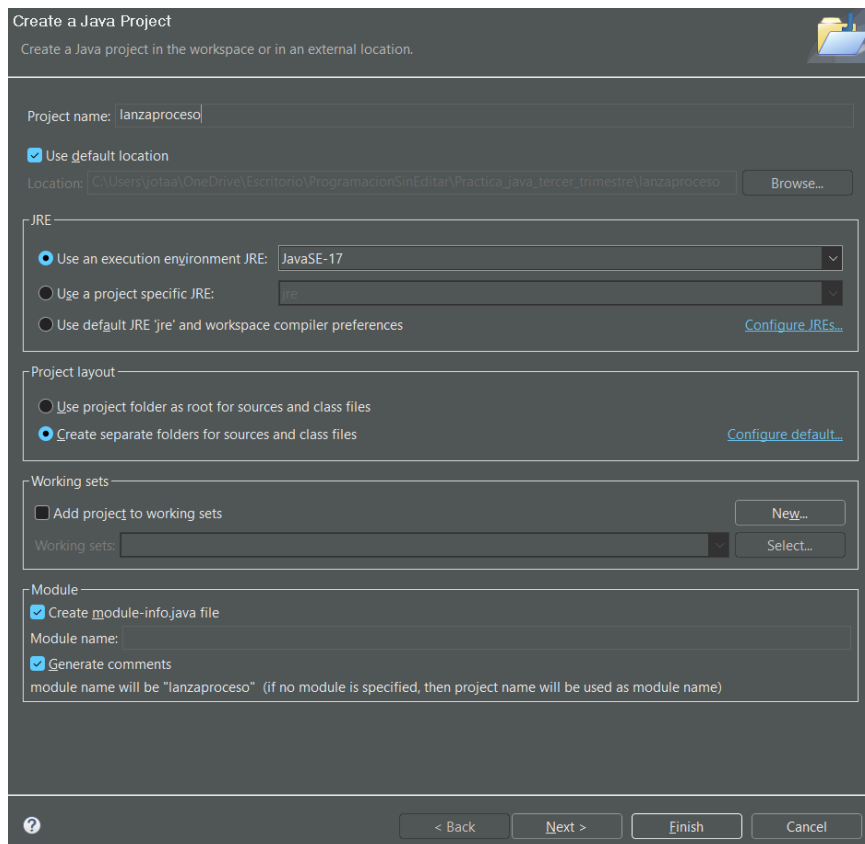 Create a Java Project
Create a Java project in the workspace or in an external location.
Project name: lanzaproceso
Use default location
Location: C:\Users\jotaa\OneDrive\Escritorio\ProgramacionSinEditar\Practica_java_tercer_trimestre\lanzaproceso Browse...
JRE
Use an execution environment JRE: JavaSE-17
Use a project specific JRE: jre
Use default JRE 'jre' and workspace compiler preferences Configure JREs...
Project layout
Use project folder as root for sources and class files
Create separate folders for sources and class files Configure default...
Working sets
Add project to working sets New...
Working sets: Select...
Module
Create module-info.java file
Module name:
Generate comments
module name will be "lanzaproceso" (if no module is specified, then project name will be used as module name)
? < Back Next > Finish Cancel